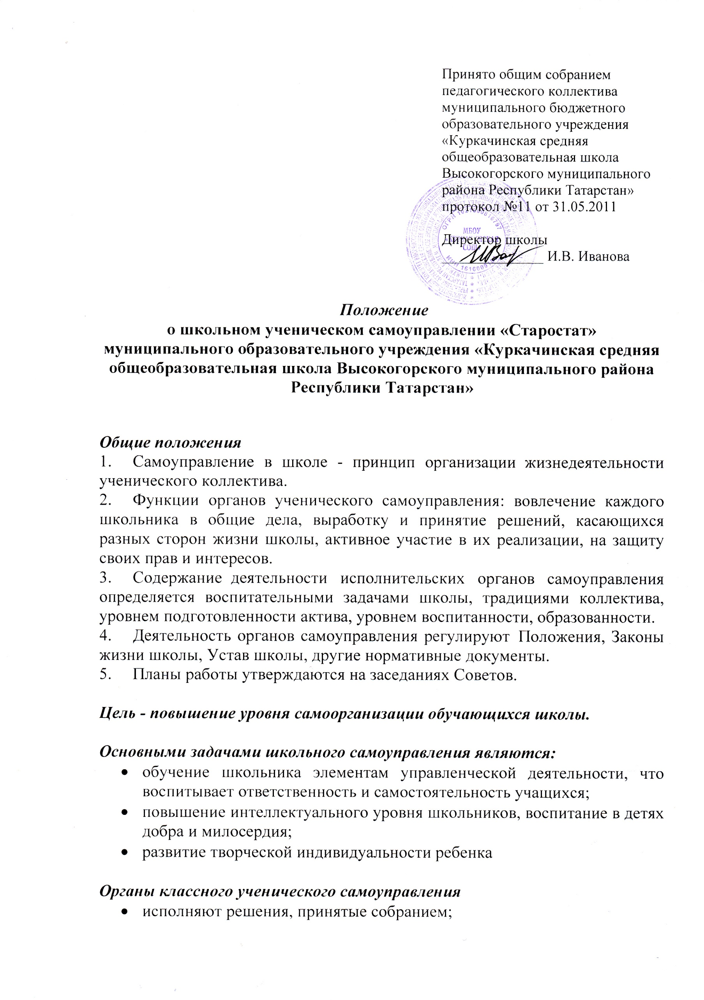 Принято общим собранием
педагогического коллектива
муниципального бюджетного
образовательного учреждения
«Куркачинская средняя
общеобразовательная школа
Высокогорского муниципального
района Республики Татарстан»
протокол №11 от 31.05.2011
ОГРН 1021600816797
МБОУ
СОШ»
Директор школы
И.В. Иванова
Положение
о школьном ученическом самоуправлении «Старостат»
муниципального образовательного учреждения «Куркачинская средняя
общеобразовательная школа Высокогорского муниципального района
Республики Татарстан»
Общие положения
1. Самоуправление в школе - принцип организации жизнедеятельности
ученического коллектива.
2. Функции органов ученического самоуправления: вовлечение каждого
школьника в общие дела, выработку и принятие решений, касающихся
разных сторон жизни школы, активное участие в их реализации, на защиту
своих прав и интересов.
3. Содержание деятельности исполнительских органов самоуправления
определяется воспитательными задачами школы, традициями коллектива,
уровнем подготовленности актива, уровнем воспитанности, образованности.
4. Деятельность органов самоуправления регулируют Положения, Законы
жизни школы, Устав школы, другие нормативные документы.
5. Планы работы утверждаются на заседаниях Советов.
Цель - повышение уровня самоорганизации обучающихся школы.
Основными задачами школьного самоуправления являются:
• обучение школьника элементам управленческой деятельности, что
воспитывает ответственность и самостоятельность учащихся;
• повышение интеллектуального уровня школьников, воспитание в детях
добра и милосердия;
• развитие творческой индивидуальности ребенка
Органы классного ученического самоуправления
• исполняют решения, принятые собранием;